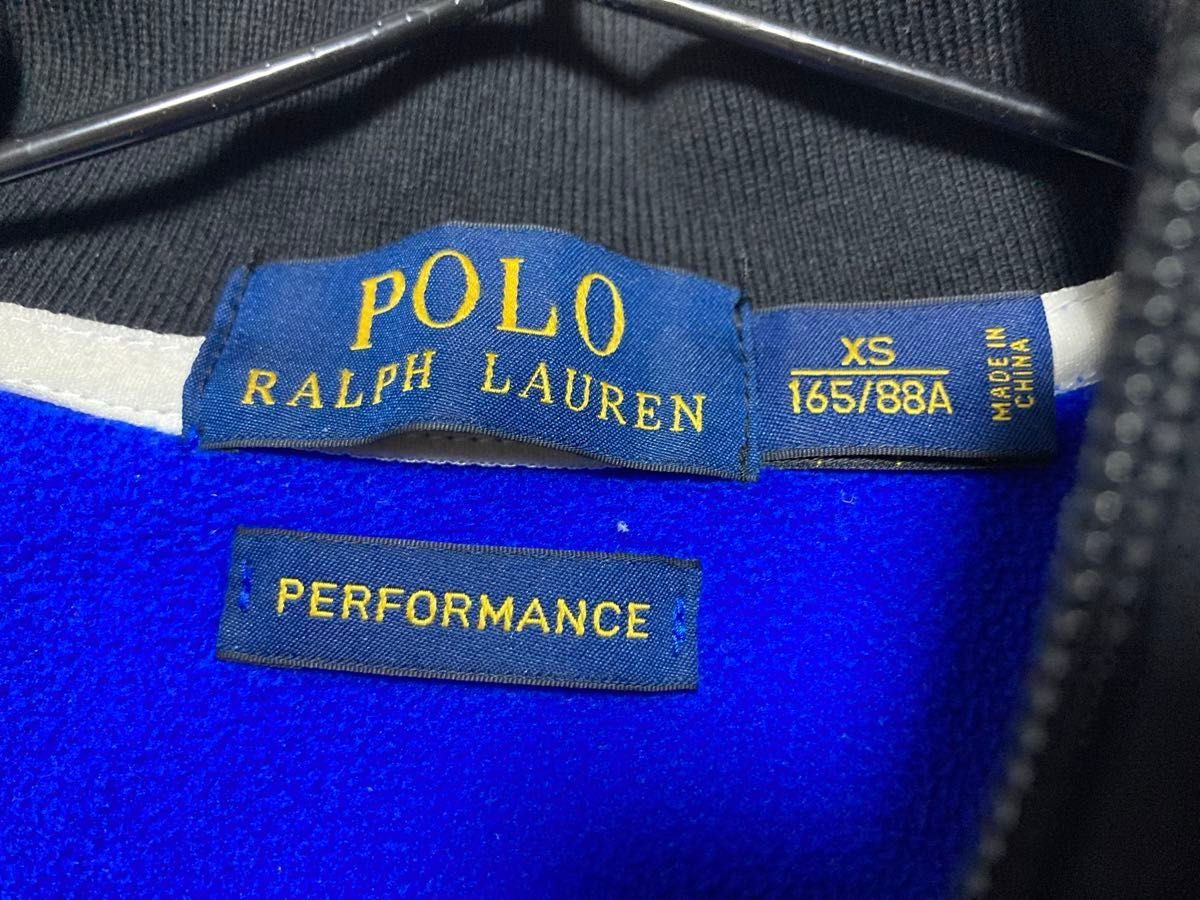 POLO
RALPH LAUREN
XS
165/88A
MADE IN
CHINA
PERFORMANCE